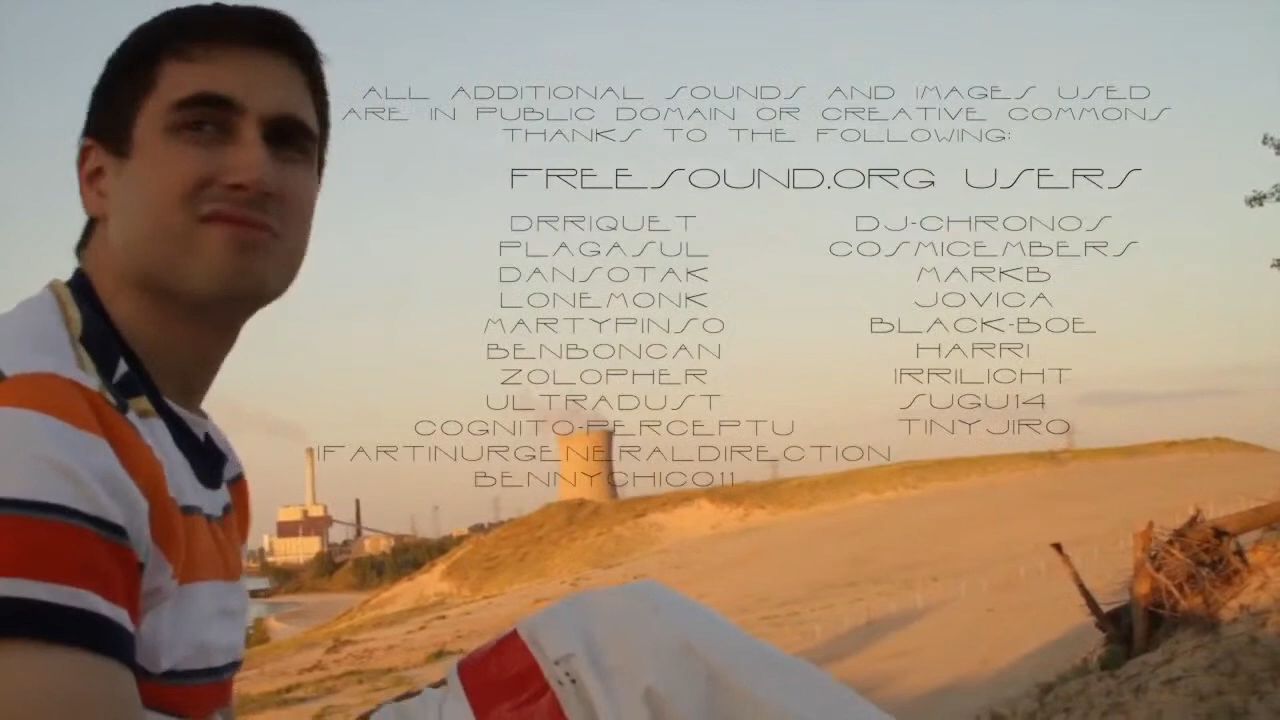 ALL ADDITIONAL SOUNDS AND IMAGES USED
ARE IN PUBLIC DOMAIN OR CREATIVE COMMONS
THANKS TO THE FOLLOWING:
FREESOUND.ORG USERS
DRRIQUET
PLAGASUL
DANSOTAK
LONEMONK
MARTYPINSO
BENBONCAN
ZOLOPHER
ULTRADUST
COGNITO-PERCEPTU
IFARTINURGENERALDIRECTION
BENNYCHICO11
DJ-CHRONOS
COSMICEMBERS
MARKB
JOVICA
BLACK-BOE
HARRI
IRRILICHT
SUGU14
TINYJIRO